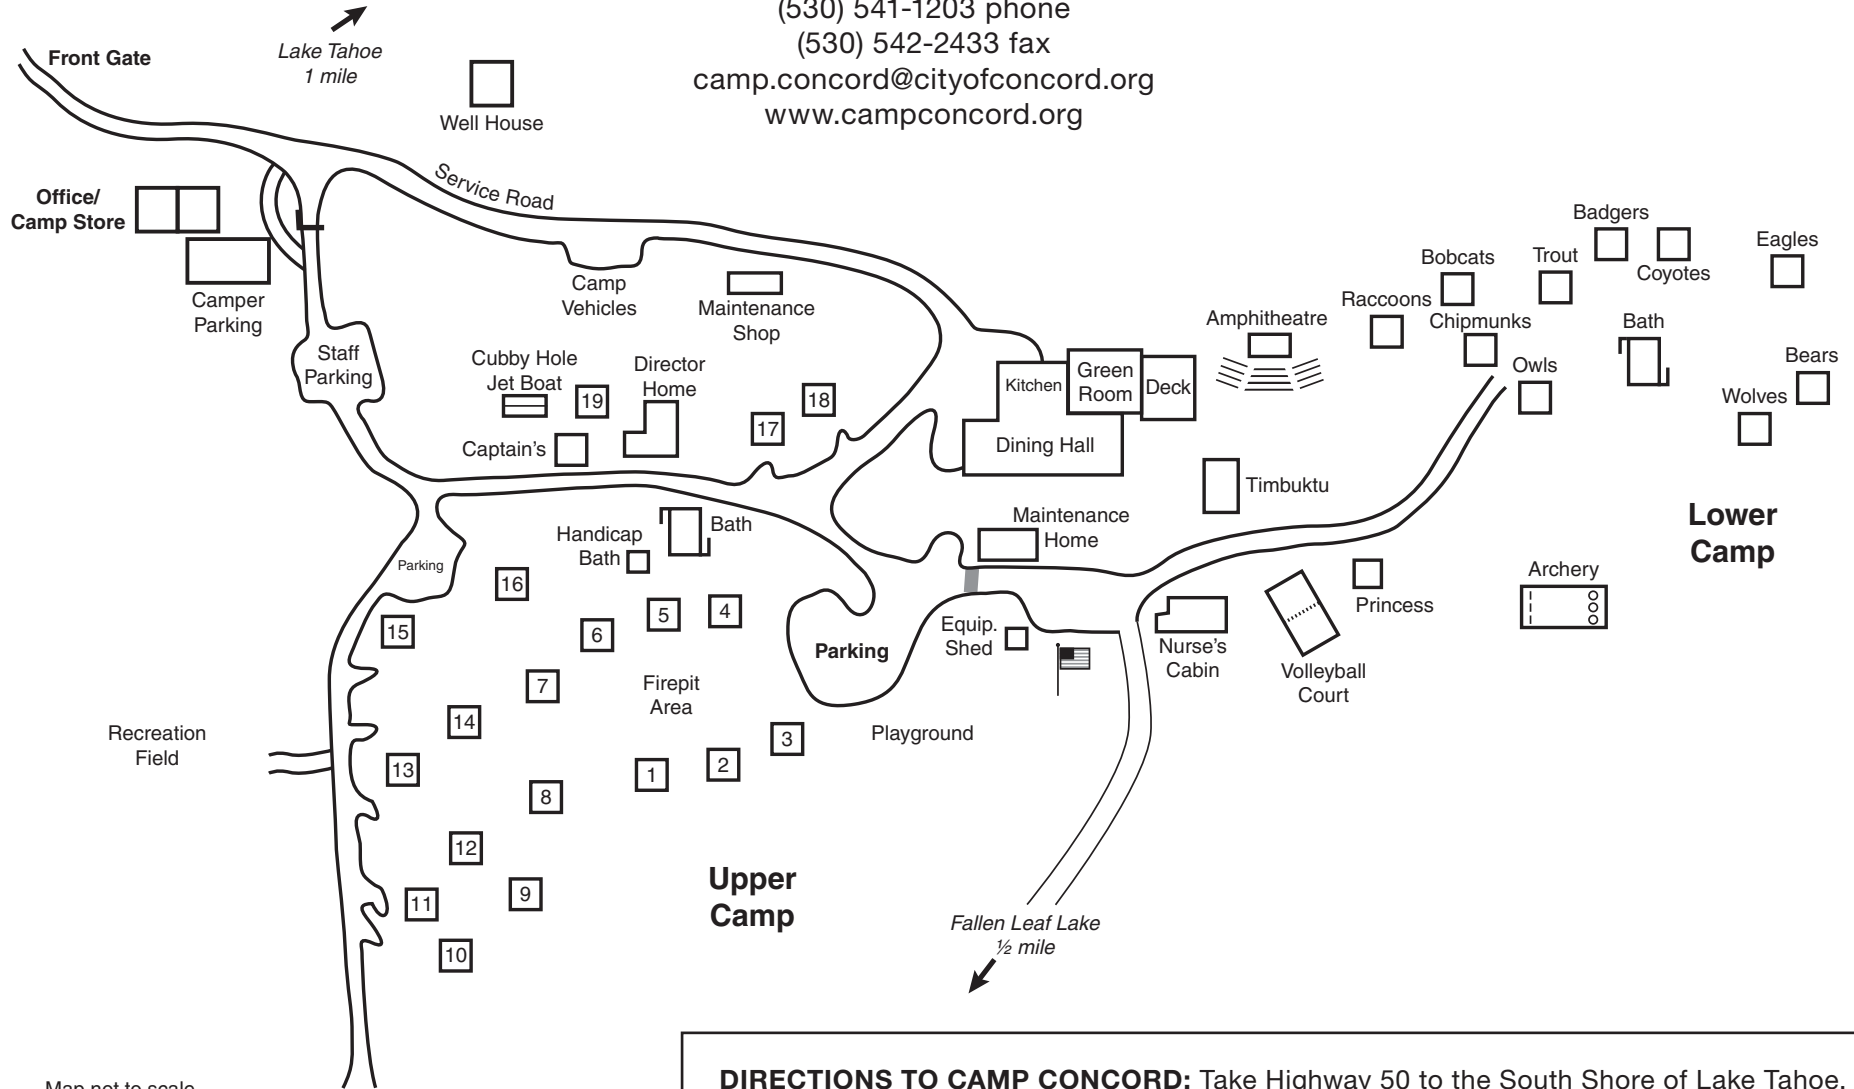 (530) 541-1203 phone
(530) 542-2433 fax
camp.concord@cityofconcord.org
www.campconcord.org
Front Gate
Lake Tahoe
1 mile
Well House
Service Road
Office/
Camp Store
Camper
Parking
Staff
Parking
Camp
Vehicles
Maintenance
Shop
Cubby Hole
Jet Boat
19
Director
Home
Captain's
17
18
Kitchen
Green
Room
Deck
Dining Hall
Amphitheatre
Raccoons
Bobcats
Chipmunks
Trout
Badgers
Coyotes
Eagles
Owls
Bath
Bears
Wolves
Timbuktu
Lower
Camp
Maintenance
Home
Handicap
Bath
Bath
Parking
16
15
5
4
6
7
14
13
8
12
11
9
10
Firepit
Area
1
2
3
Parking
Equip.
Shed
Playground
Nurse's
Cabin
Volleyball
Court
Princess
Archery
Recreation
Field
Upper
Camp
Fallen Leaf Lake
½ mile
Map not to scale
DIRECTIONS TO CAMP CONCORD: Take Highway 50 to the South Shore of Lake Tahoe.